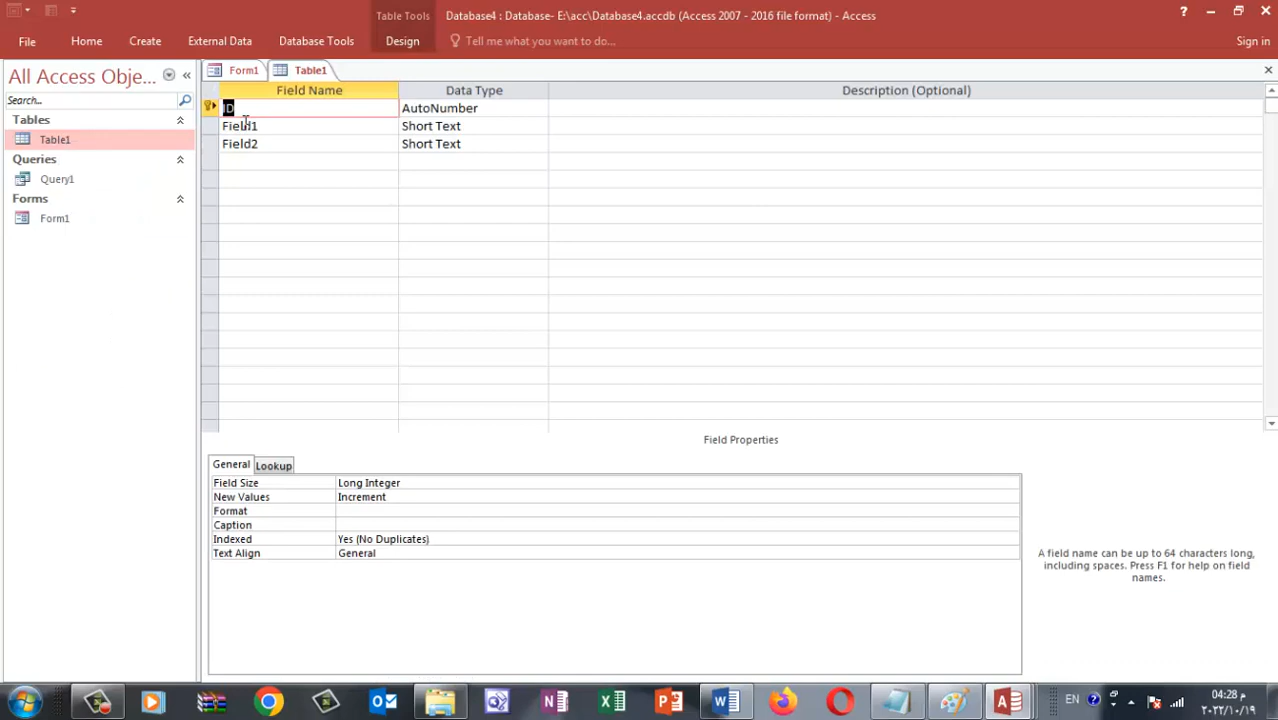 Table Tools
Database4 : Database- E:\acc\Database4.accdb (Access 2007 - 2016 file format) - Access
?
File
Home
Create
External Data
Database Tools
Design
Tell me what you want to do...
Sign in
All Access Obje...
Form1
Table1
Field Name
Data Type
Description (Optional)
Search...
ID
AutoNumber
Tables
Field1
Short Text
Table1
Field2
Short Text
Queries
Query1
Forms
Form1
Field Properties
General
Lookup
Field Size
Long Integer
New Values
Increment
Format
Caption
Indexed
Yes (No Duplicates)
Text Align
General
A field name can be up to 64 characters long,
including spaces. Press F1 for help on field
names.
EN
04:28 م
٢٠٢٢/١٠/١٩